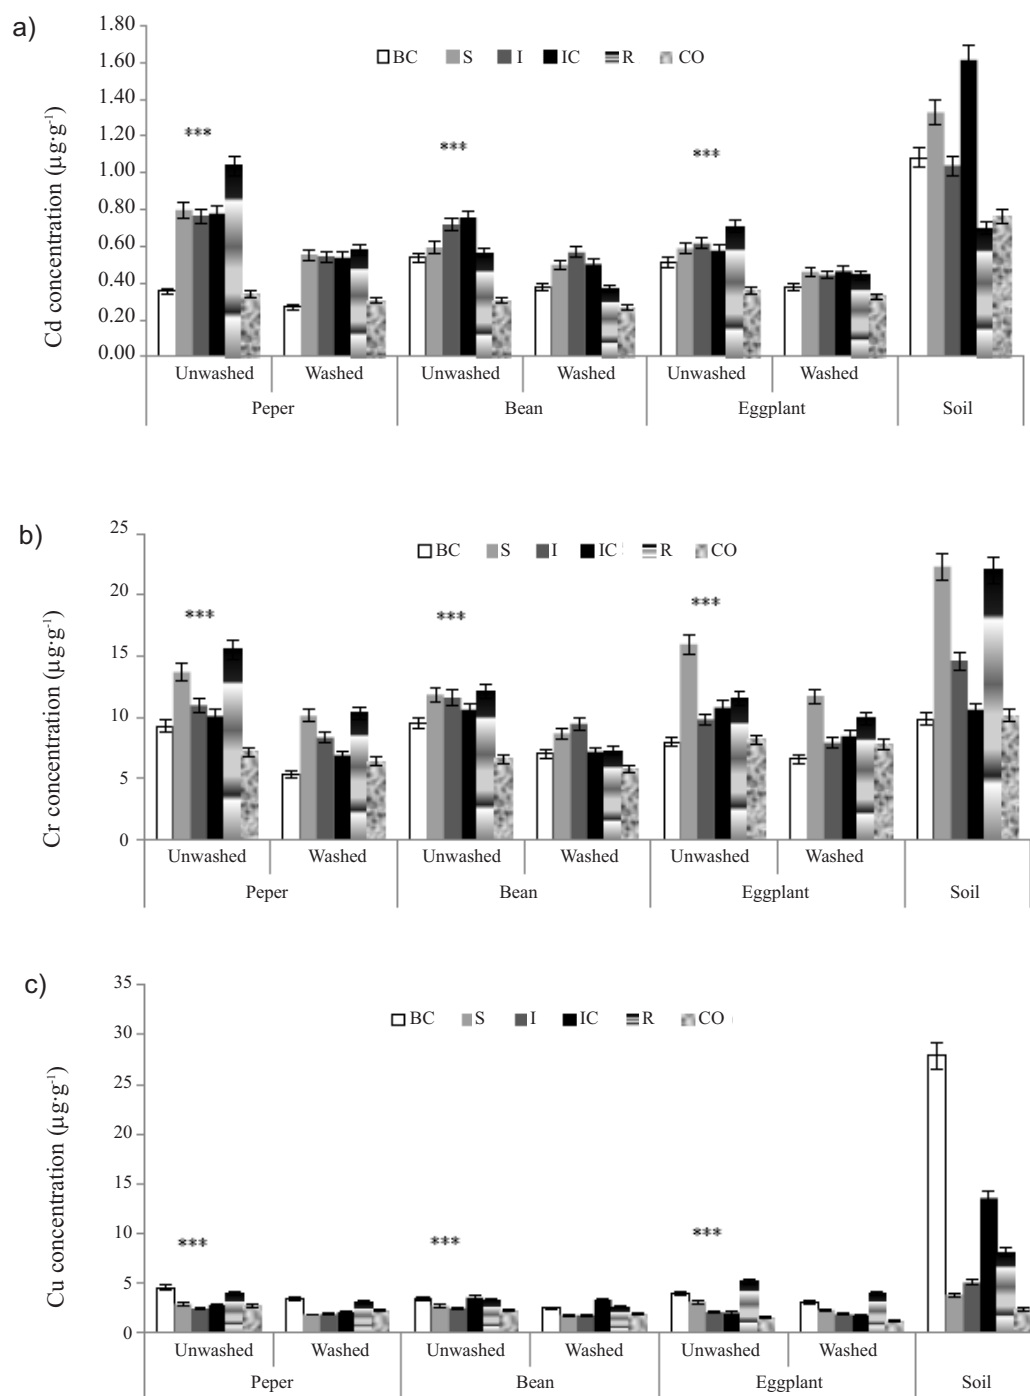 a)
Cd concentration (µg·g⁻¹)
1.80
1.60
1.40
1.20
1.00
0.80
0.60
0.40
0.20
0.00
BC S I IC R CO
*** *** ***
Unwashed Washed Unwashed Washed Unwashed Washed
Peper Bean Eggplant Soil
b)
Cr concentration (µg·g⁻¹)
25
20
15
10
5
0
BC S I IC R CO
*** *** ***
Unwashed Washed Unwashed Washed Unwashed Washed
Peper Bean Eggplant Soil
c)
Cu concentration (µg·g⁻¹)
35
30
25
20
15
10
5
0
BC S I IC R CO
*** *** ***
Unwashed Washed Unwashed Washed Unwashed Washed
Peper Bean Eggplant Soil